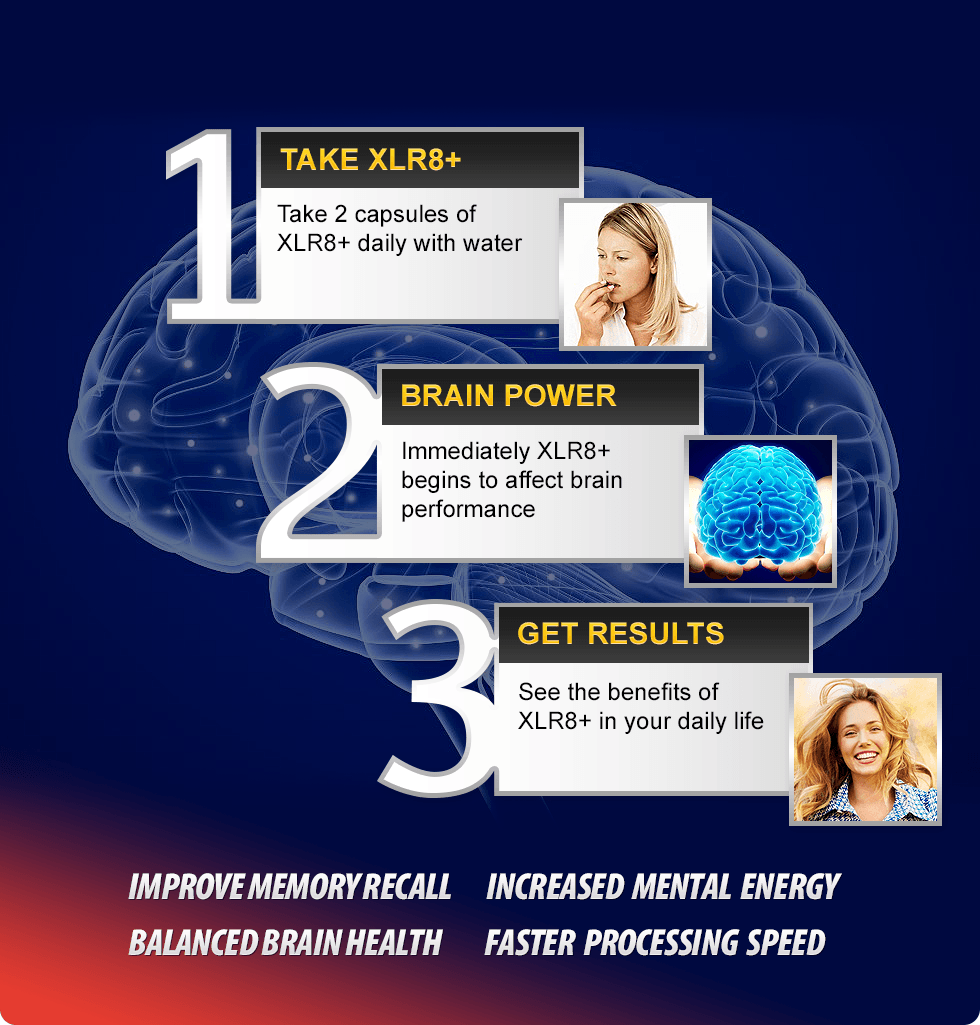 1
TAKE XLR8+
Take 2 capsules of
XLR8+ daily with water
2
BRAIN POWER
Immediately XLR8+
begins to affect brain
performance
3
GET RESULTS
See the benefits of
XLR8+ in your daily life
IMPROVE MEMORY RECALL
INCREASED MENTAL ENERGY
BALANCED BRAIN HEALTH
FASTER PROCESSING SPEED